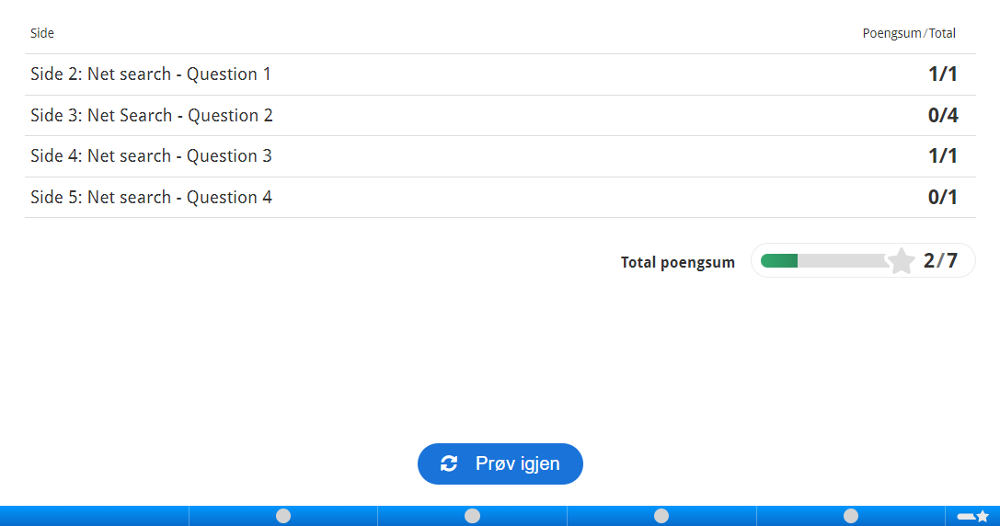 Side Poengsum/Total
Side 2: Net search - Question 1 1/1
Side 3: Net Search - Question 2 0/4
Side 4: Net search - Question 3 1/1
Side 5: Net search - Question 4 0/1
Total poengsum 2/7
Prøv igjen